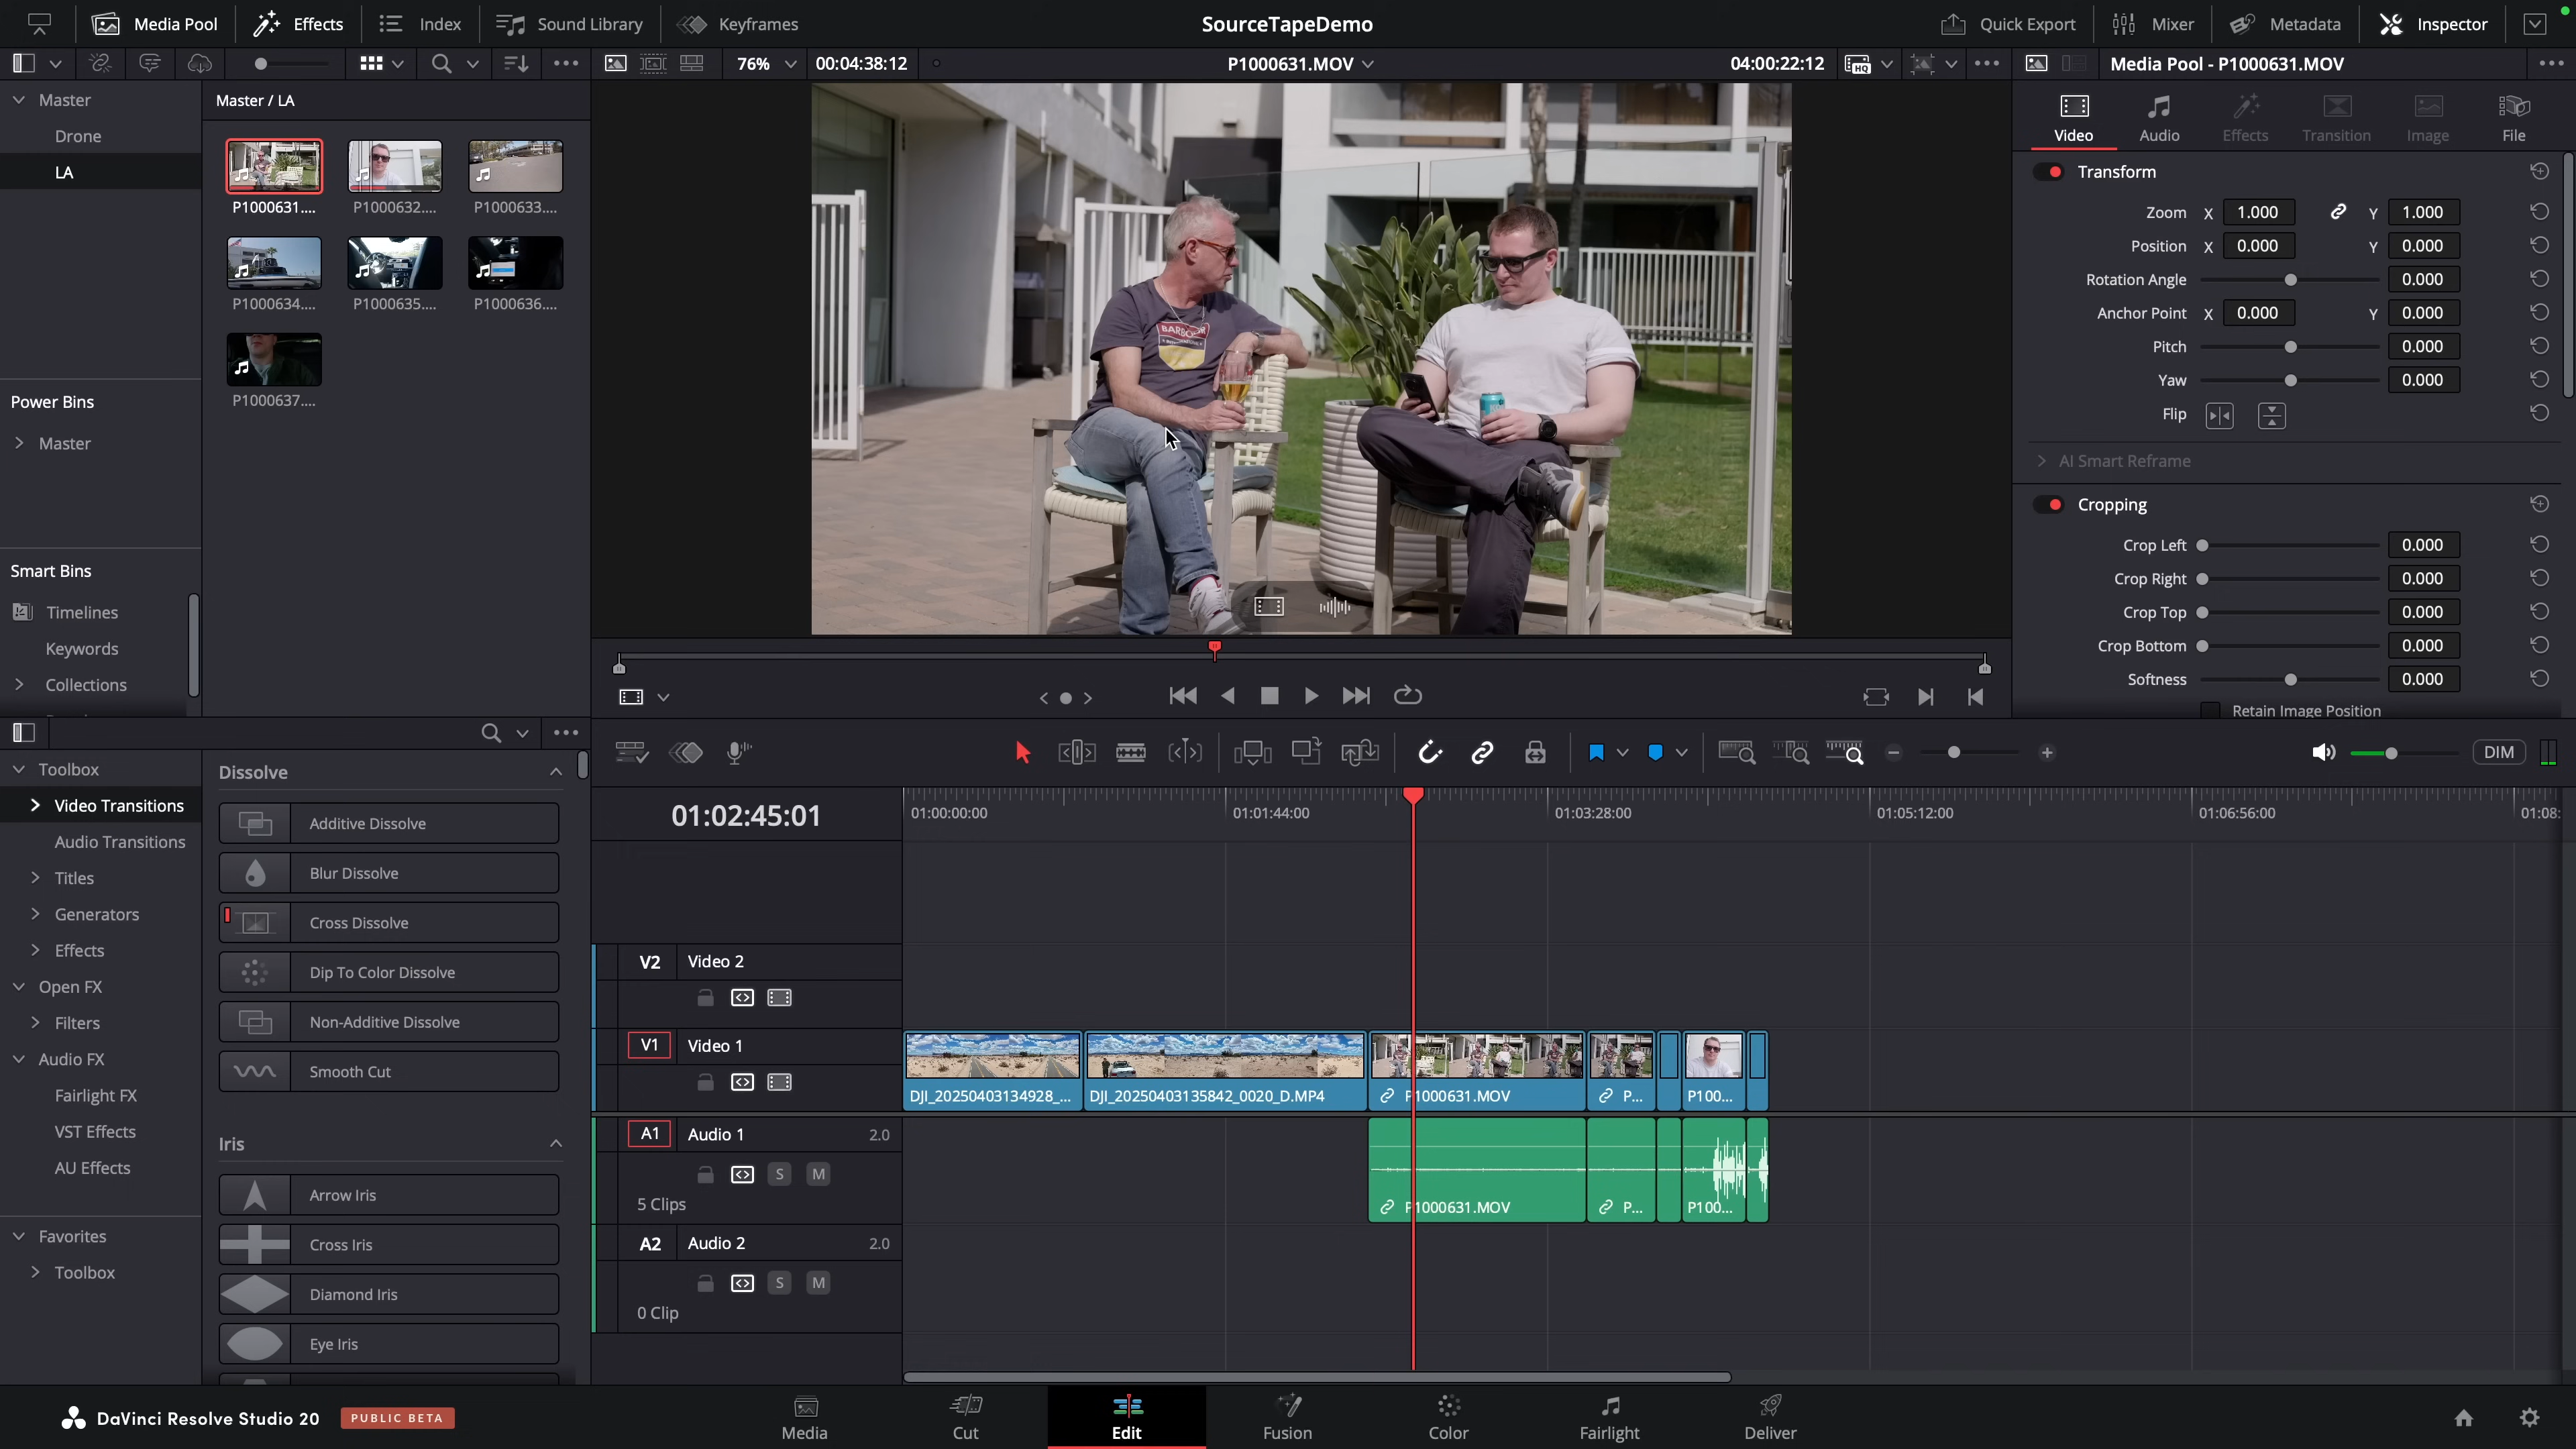 Media Pool Effects Index Sound Library Keyframes SourceTapeDemo Quick Export Mixer Metadata Inspector
76% 00:04:38:12 P1000631.MOV 04:00:22:12 HQ Media Pool - P1000631.MOV
Master
Drone
LA
Master / LA
P1000631.... P1000632.... P1000633....
P1000634.... P1000635.... P1000636....
P1000637....
Power Bins
Master
Smart Bins
Timelines
Keywords
Collections
Video Audio Effects Transition Image File
Transform
Zoom X 1.000 Y 1.000
Position X 0.000 Y 0.000
Rotation Angle 0.000
Anchor Point X 0.000 Y 0.000
Pitch 0.000
Yaw 0.000
Flip
AI Smart Reframe
Cropping
Crop Left 0.000
Crop Right 0.000
Crop Top 0.000
Crop Bottom 0.000
Softness 0.000
Retain Image Position
DIM
Toolbox
Video Transitions
Audio Transitions
Titles
Generators
Effects
Open FX
Filters
Audio FX
Fairlight FX
VST Effects
AU Effects
Favorites
Toolbox
Dissolve
Additive Dissolve
Blur Dissolve
Cross Dissolve
Dip To Color Dissolve
Non-Additive Dissolve
Smooth Cut
Iris
Arrow Iris
Cross Iris
Diamond Iris
Eye Iris
01:02:45:01
01:00:00:00 01:01:44:00 01:03:28:00 01:05:12:00 01:06:56:00 01:08:
V2 Video 2
V1 Video 1
DJI_20250403134928_... DJI_20250403135842_0020_D.MP4 P1000631.MOV P... P100...
A1 Audio 1 2.0
S M
5 Clips
P1000631.MOV P... P100...
A2 Audio 2 2.0
S M
0 Clip
DaVinci Resolve Studio 20 PUBLIC BETA
Media Cut Edit Fusion Color Fairlight Deliver